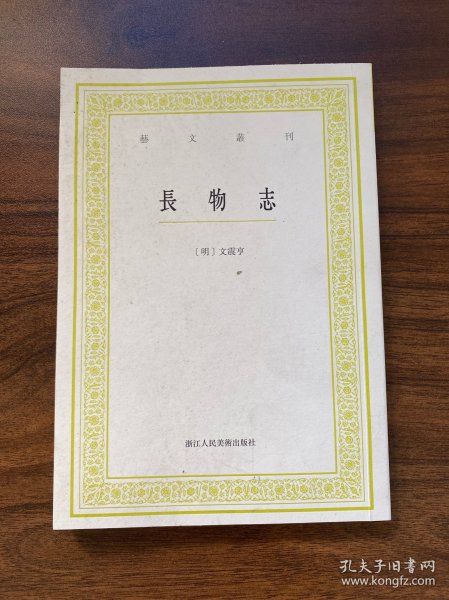 藝文叢刊
長物志
〔明〕文震亨
浙江人民美術出版社
孔夫子旧书网
www.kongfz.com